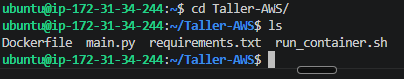 ubuntu@ip-172-31-34-244:~$ cd Taller-AWS/
ubuntu@ip-172-31-34-244:~/Taller-AWS$ ls
Dockerfile  main.py  requirements.txt  run_container.sh
ubuntu@ip-172-31-34-244:~/Taller-AWS$